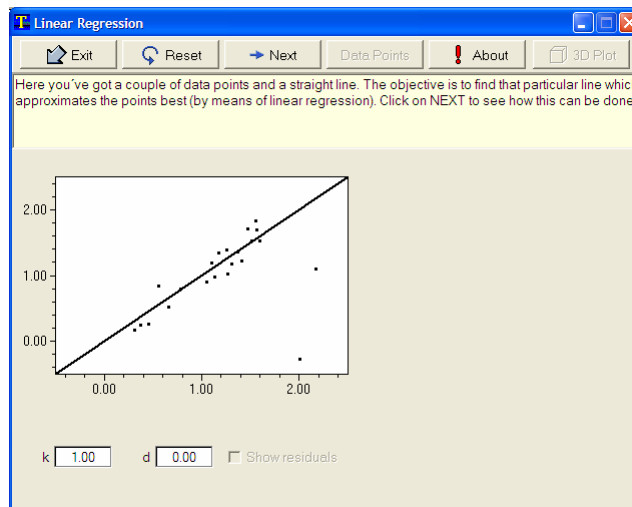 Linear Regression
Exit Reset Next Data Points About 3D Plot
Here you´ve got a couple of data points and a straight line. The objective is to find that particular line whic
approximates the points best (by means of linear regression). Click on NEXT to see how this can be done
2.00
1.00
0.00
0.00 1.00 2.00
k 1.00 d 0.00 Show residuals